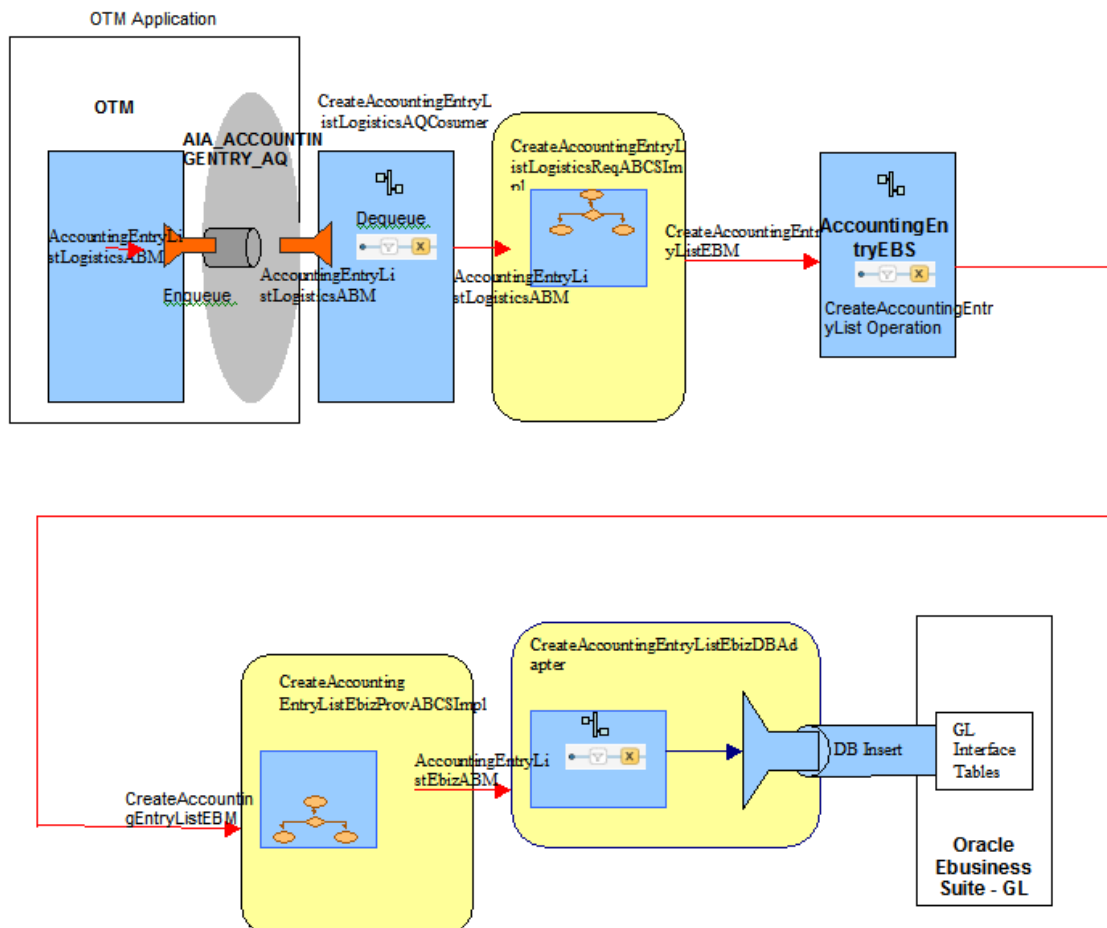 OTM Application
OTM
AIA_ACCOUNTIN
GENTRY_AQ
AccountingEntryLi
stLogisticsABM
Enqueue
AccountingEntryLi
stLogisticsABM
CreateAccountingEntryL
istLogisticsAQCosumer
Dequeue
X
AccountingEntryLi
stLogisticsABM
CreateAccountingEntryL
istLogisticsReqABCSIm
pl
CreateAccountingEntr
yListEBM
AccountingEn
tryEBS
X
CreateAccountingEntr
yList Operation
CreateAccountin
gEntryListEBM
CreateAccounting
EntryListEbizProvABCSImpl
AccountingEntryLi
stEbizABM
CreateAccountingEntryListEbizDBAd
apter
X
DB Insert
GL
Interface
Tables
Oracle
Ebusiness
Suite - GL